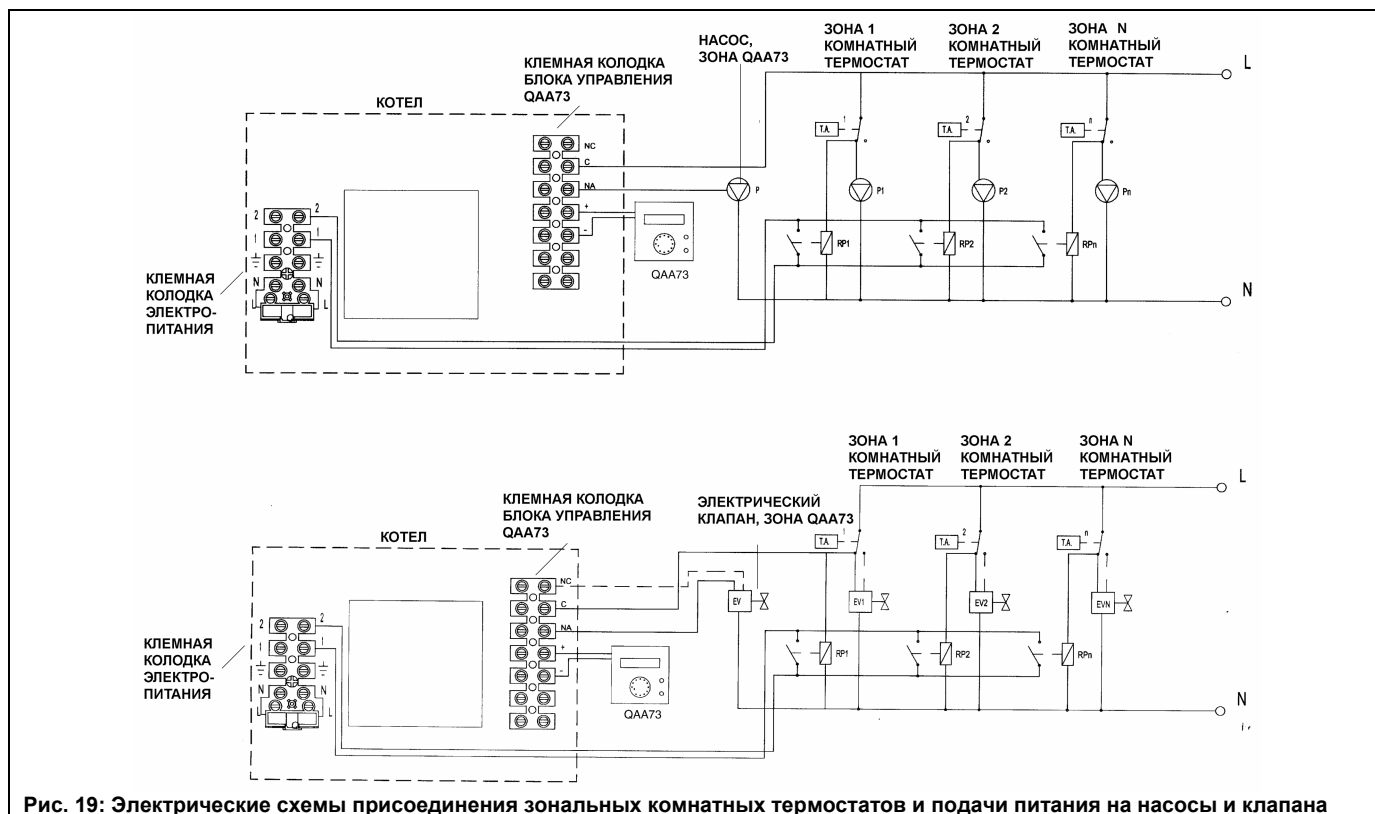 НАСОС,
ЗОНА QAA73
ЗОНА 1
КОМНАТНЫЙ
ТЕРМОСТАТ
ЗОНА 2
КОМНАТНЫЙ
ТЕРМОСТАТ
ЗОНА N
КОМНАТНЫЙ
ТЕРМОСТАТ
L
КЛЕМНАЯ КОЛОДКА
БЛОКА УПРАВЛЕНИЯ
QAA73
КОТЕЛ
NC
C
NA
+
-
P
T.A.
1
T.A.
2
T.A.
n
P1
P2
Pn
RP1
RP2
RPn
QAA73
2
2
1
1
N
N
L
L
КЛЕМНАЯ
КОЛОДКА
ЭЛЕКТРО-
ПИТАНИЯ
N
ЗОНА 1
КОМНАТНЫЙ
ТЕРМОСТАТ
ЗОНА 2
КОМНАТНЫЙ
ТЕРМОСТАТ
ЗОНА N
КОМНАТНЫЙ
ТЕРМОСТАТ
L
КЛЕМНАЯ КОЛОДКА
БЛОКА УПРАВЛЕНИЯ
QAA73
ЭЛЕКТРИЧЕСКИЙ
КЛАПАН, ЗОНА QAA73
КОТЕЛ
NC
C
NA
+
-
EV
T.A.
1
T.A.
2
T.A.
n
EV1
EV2
EVN
RP1
RP2
RPn
QAA73
2
2
1
1
N
N
L
L
КЛЕМНАЯ
КОЛОДКА
ЭЛЕКТРО-
ПИТАНИЯ
N
Рис. 19: Электрические схемы присоединения зональных комнатных термостатов и подачи питания на насосы и клапана